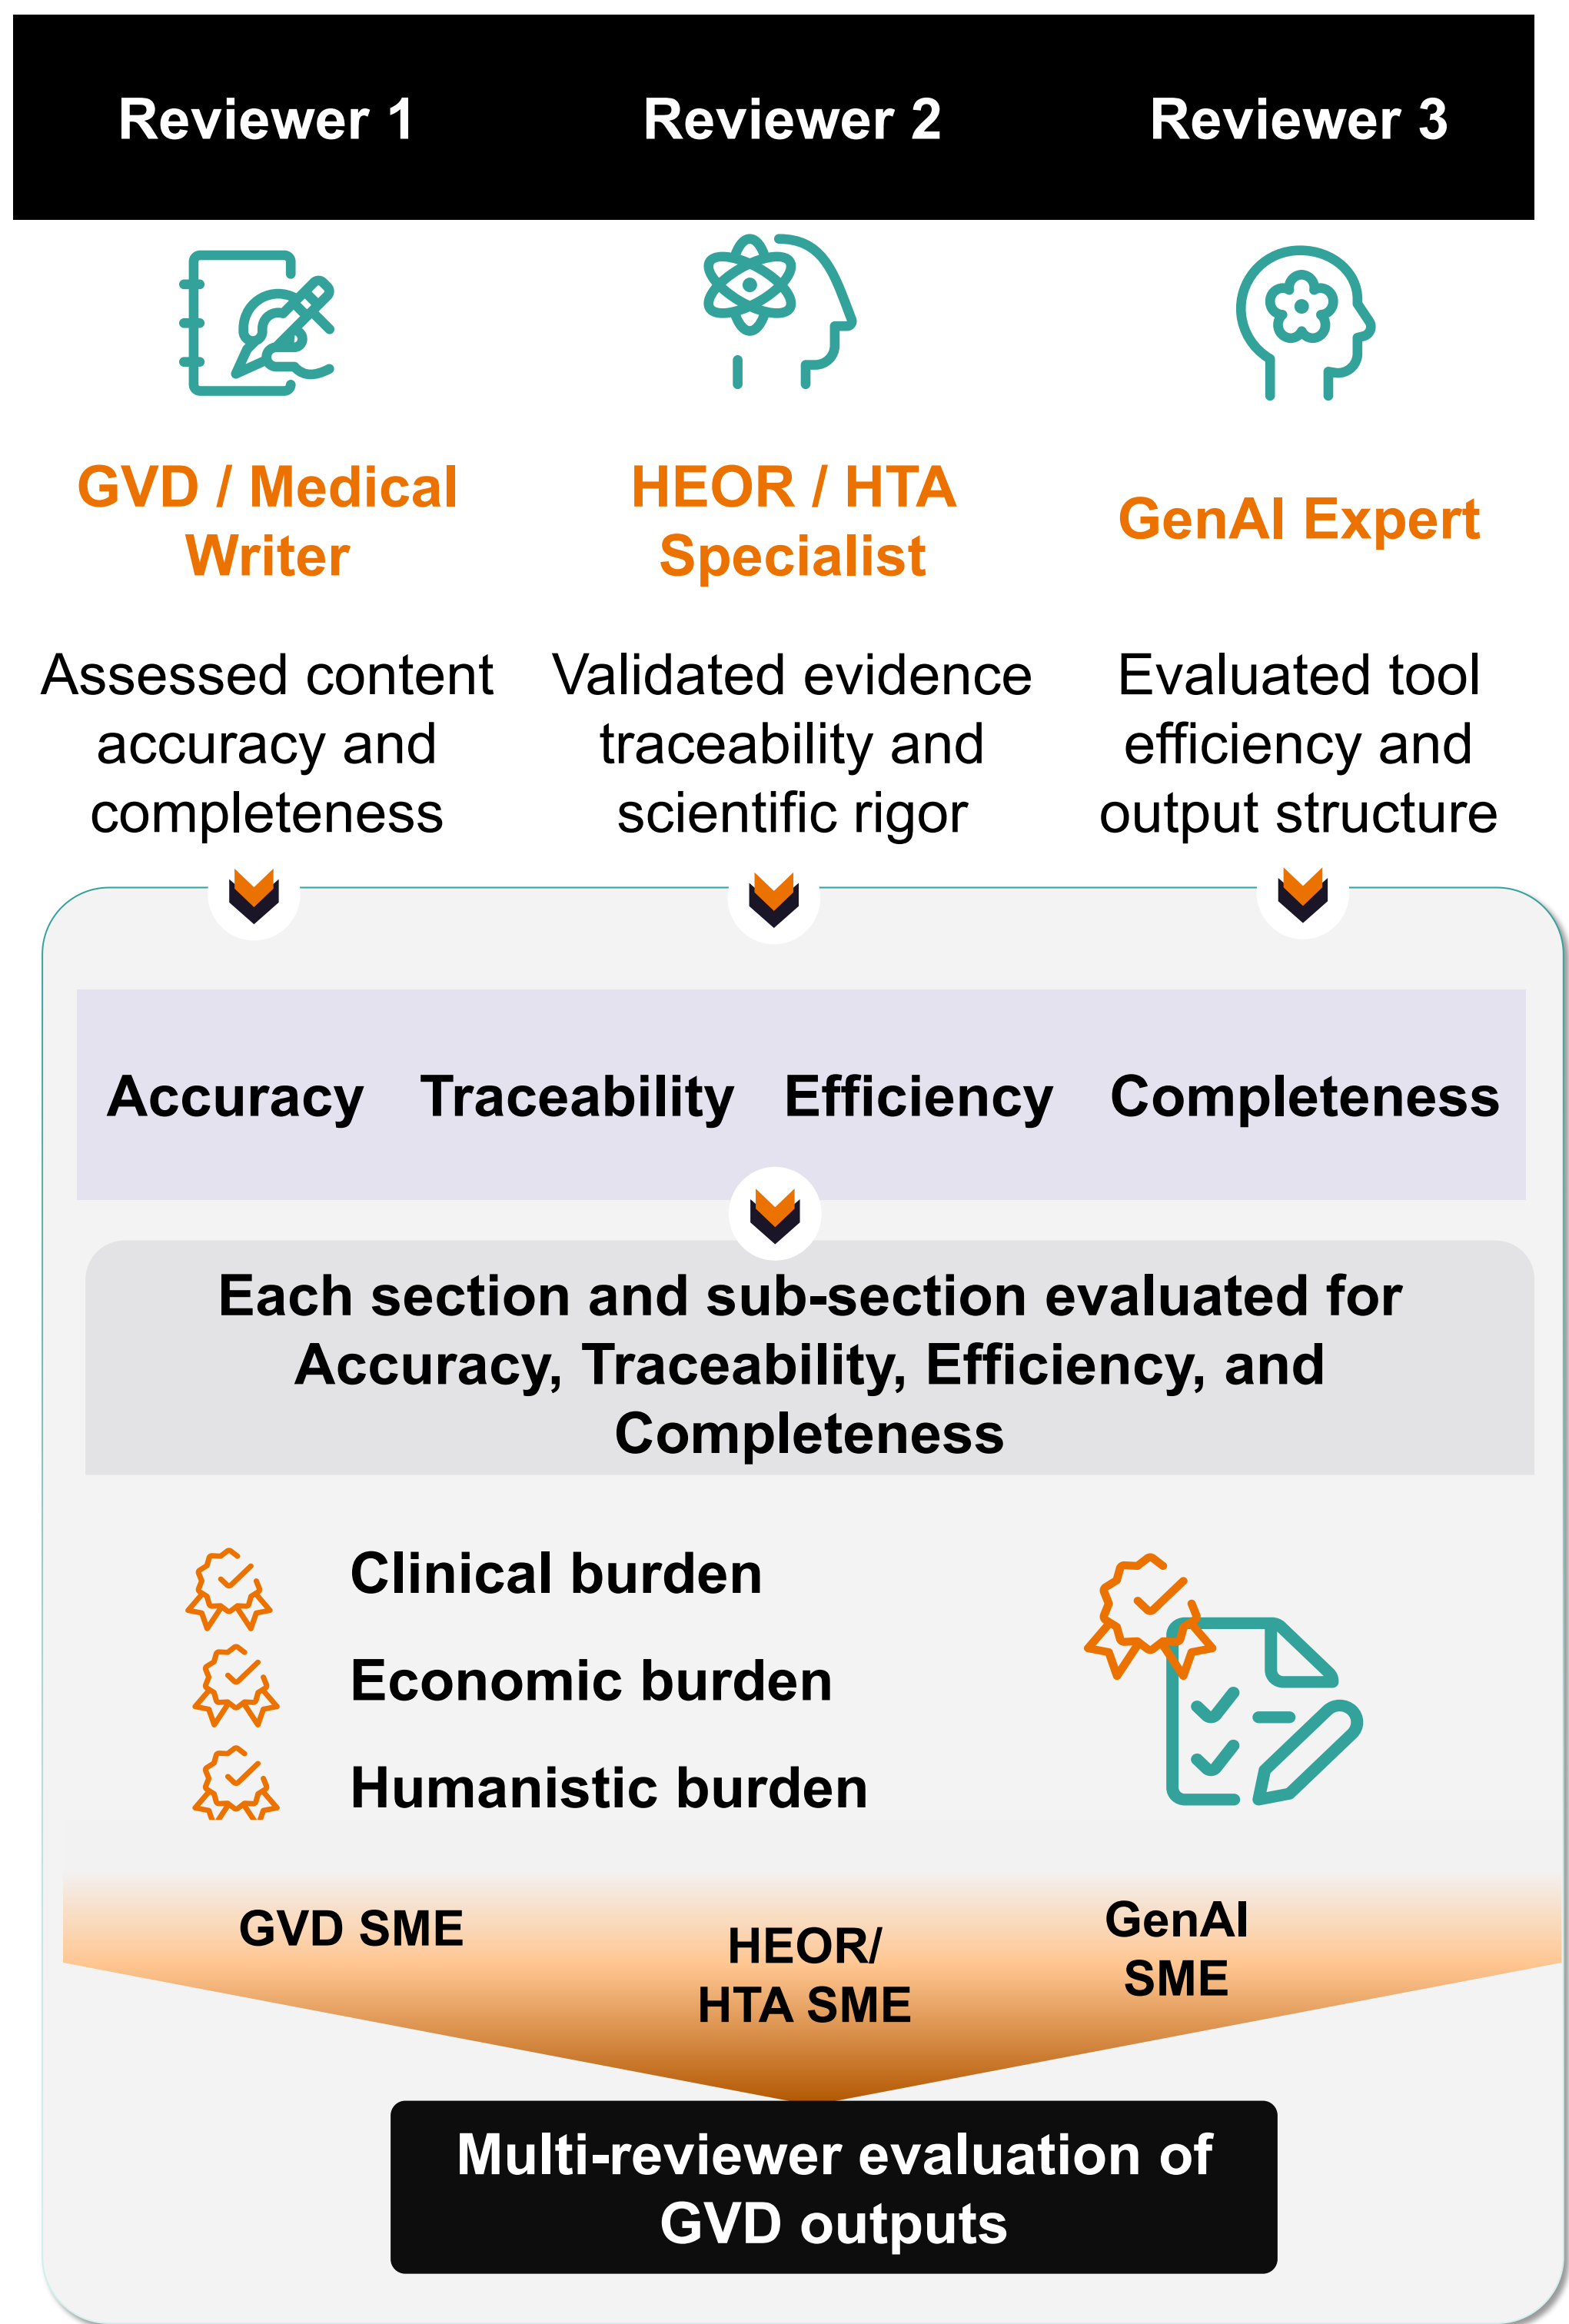 Reviewer 1
Reviewer 2
Reviewer 3
GVD / Medical
Writer
HEOR / HTA
Specialist
GenAI Expert
Assessed content
accuracy and
completeness
Validated evidence
traceability and
scientific rigor
Evaluated tool
efficiency and
output structure
Accuracy
Traceability
Efficiency
Completeness
Each section and sub-section evaluated for
Accuracy, Traceability, Efficiency, and
Completeness
Clinical burden
Economic burden
Humanistic burden
GVD SME
HEOR/
HTA SME
GenAI
SME
Multi-reviewer evaluation of
GVD outputs